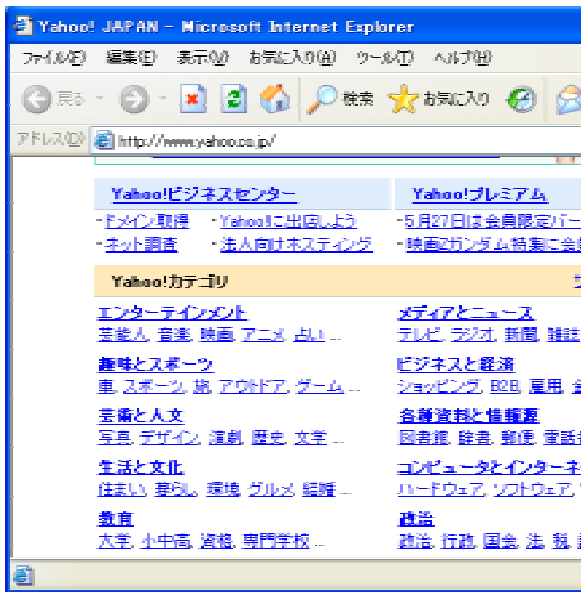 Yahoo! JAPAN - Microsoft Internet Explorer
ファイル(F) 編集(E) 表示(V) お気に入り(A) ツール(T) ヘルプ(H)
戻る 検索 お気に入り
アドレス(D) http://www.yahoo.co.jp/
Yahoo!ビジネスセンター Yahoo!プレミアム
-ドメイン取得 -Yahoo!に出店しよう -5月27日は会員限定バー
-ネット調査 -法人向けホスティング -映画Zガンダム特集に会
Yahoo!カテゴリ
エンターテインメント メディアとニュース
芸能人, 音楽, 映画, アニメ, 占い... テレビ, ラジオ, 新聞, 雑誌
趣味とスポーツ ビジネスと経済
車, スポーツ, 旅, アウトドア, ゲーム... ショッピング, B2B, 雇用,
芸術と人文 各種資料と情報源
写真, デザイン, 演劇, 歴史, 文学... 図書館, 辞書, 郵便, 電話
生活と文化 コンピュータとインターネ
住まい, 暮らし, 環境, グルメ, 結婚... ハードウェア, ソフトウェア,
教育 政治
大学, 小中高, 資格, 専門学校... 政治, 行政, 国会, 法, 税,